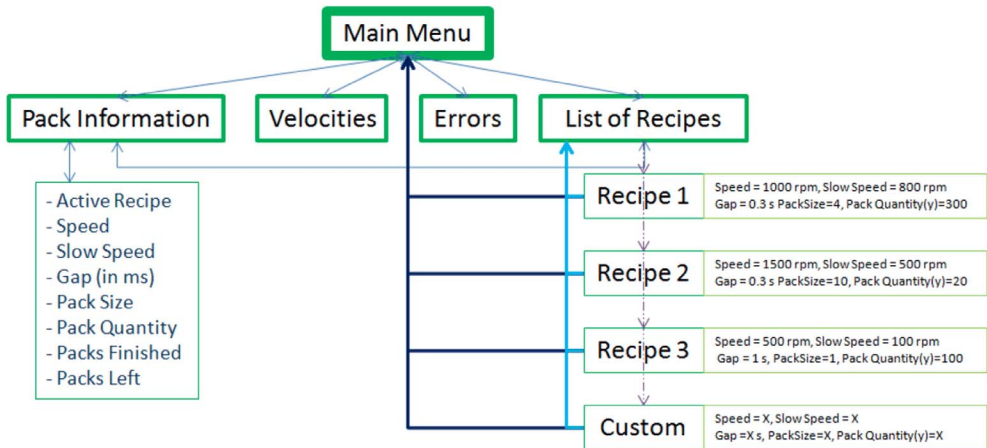 Main Menu
Pack Information
Velocities
Errors
List of Recipes
- Active Recipe
- Speed
- Slow Speed
- Gap (in ms)
- Pack Size
- Pack Quantity
- Packs Finished
- Packs Left
Recipe 1
Speed = 1000 rpm, Slow Speed = 800 rpm
Gap = 0.3 s PackSize=4, Pack Quantity(y)=300
Recipe 2
Speed = 1500 rpm, Slow Speed = 500 rpm
Gap = 0.3 s PackSize=10, Pack Quantity(y)=20
Recipe 3
Speed = 500 rpm, Slow Speed = 100 rpm
Gap = 1 s, PackSize=1, Pack Quantity(y)=100
Custom
Speed = X, Slow Speed = X
Gap =X s, PackSize=X, Pack Quantity(y)=X